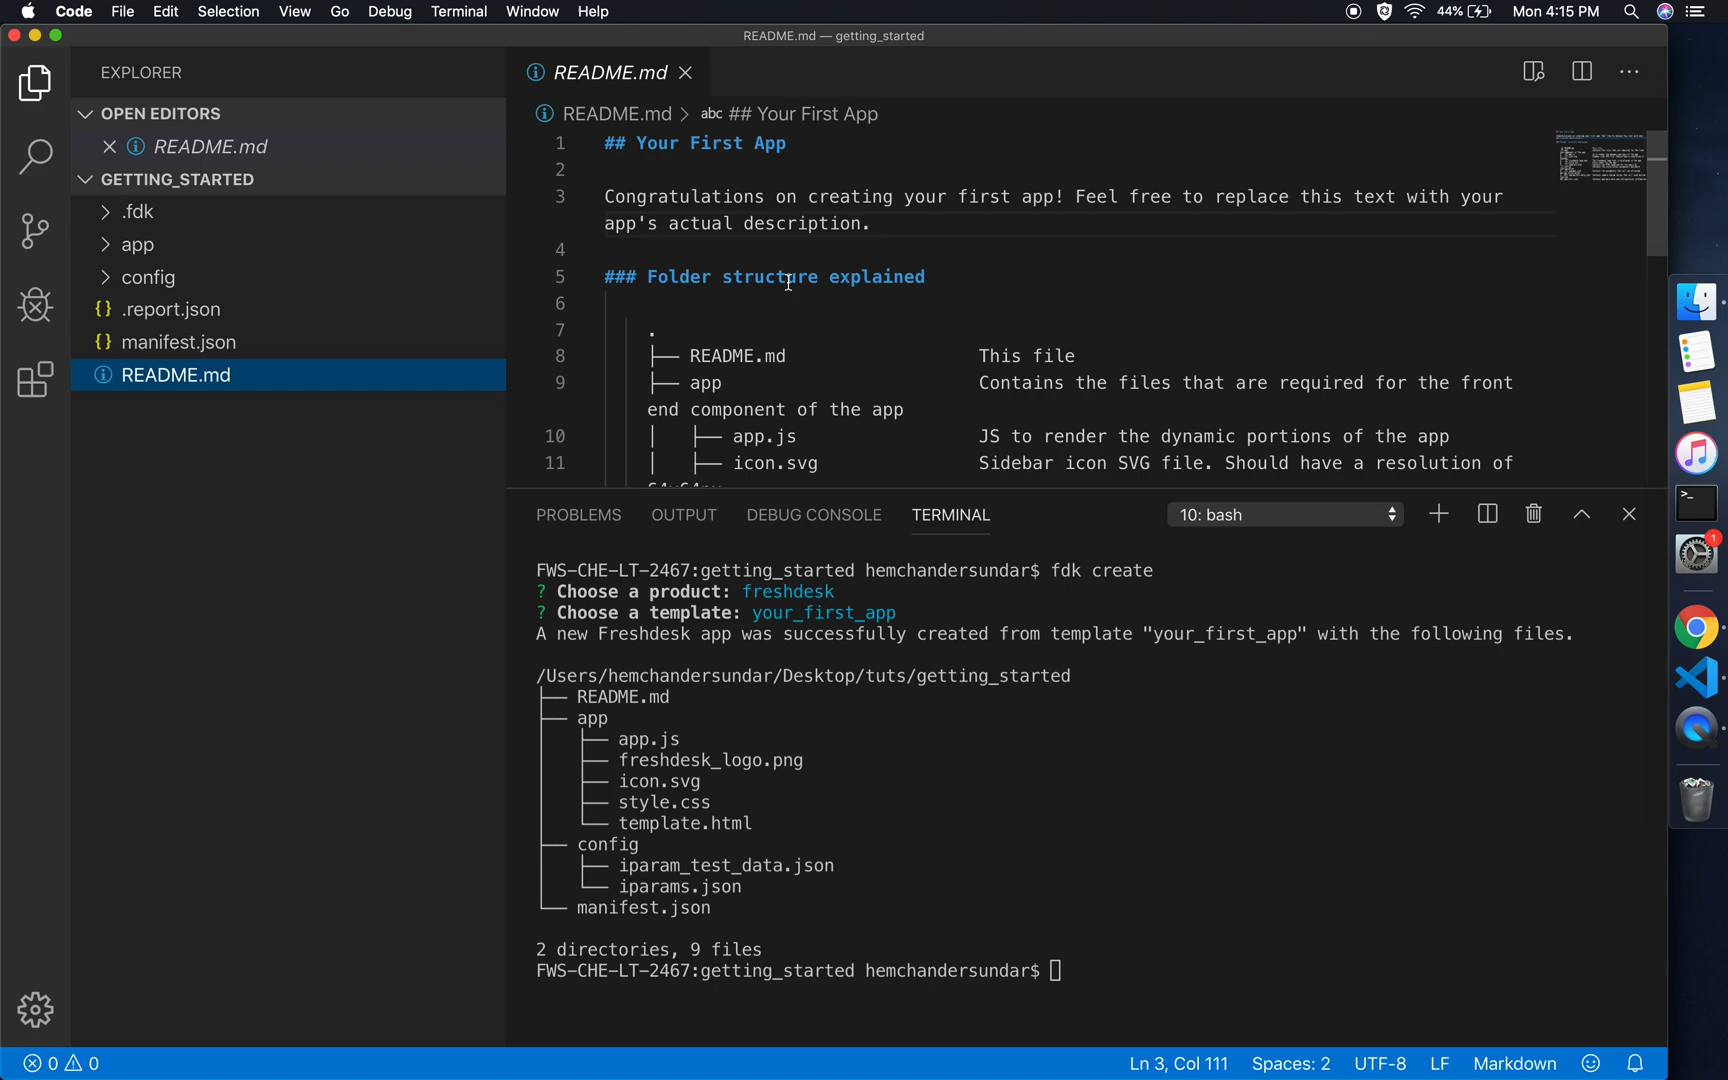 Code File Edit Selection View Go Debug Terminal Window Help 44% Mon 4:15 PM
README.md — getting_started
EXPLORER
OPEN EDITORS
README.md
GETTING_STARTED
.fdk
app
config
{} .report.json
{} manifest.json
README.md
README.md
README.md > abc ## Your First App
1 ## Your First App
2
3 Congratulations on creating your first app! Feel free to replace this text with your
app's actual description.
4
5 ### Folder structure explained
6
7 .
8 ├── README.md This file
9 ├── app Contains the files that are required for the front
end component of the app
10 │ ├── app.js JS to render the dynamic portions of the app
11 │ ├── icon.svg Sidebar icon SVG file. Should have a resolution of
PROBLEMS OUTPUT DEBUG CONSOLE TERMINAL 10: bash
FWS-CHE-LT-2467:getting_started hemchandersundar$ fdk create
? Choose a product: freshdesk
? Choose a template: your_first_app
A new Freshdesk app was successfully created from template "your_first_app" with the following files.
/Users/hemchandersundar/Desktop/tuts/getting_started
├── README.md
├── app
│ ├── app.js
│ ├── freshdesk_logo.png
│ ├── icon.svg
│ ├── style.css
│ └── template.html
├── config
│ ├── iparam_test_data.json
│ └── iparams.json
└── manifest.json
2 directories, 9 files
FWS-CHE-LT-2467:getting_started hemchandersundar$
1
0 0 Ln 3, Col 111 Spaces: 2 UTF-8 LF Markdown